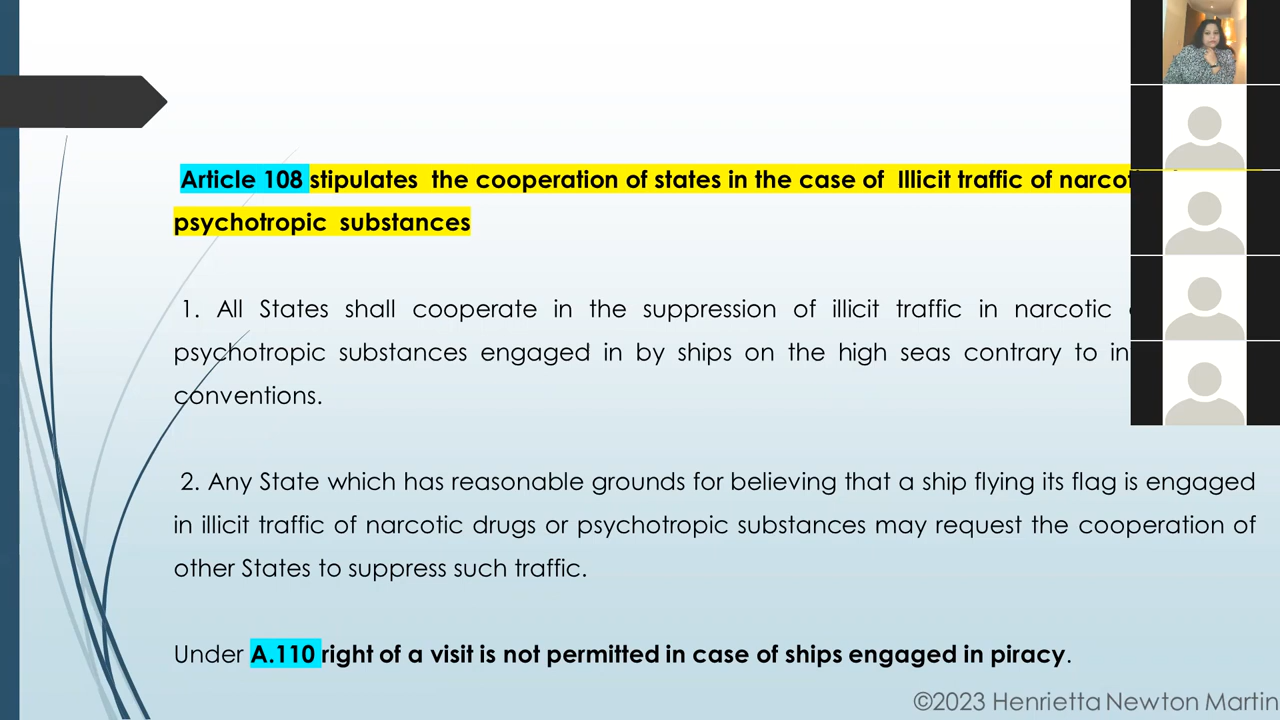 Article 108 stipulates the cooperation of states in the case of Illicit traffic of
psychotropic substances
1. All States shall cooperate in the suppression of illicit traffic in narcotic
psychotropic substances engaged in by ships on the high seas contrary to
conventions.
2. Any State which has reasonable grounds for believing that a ship flying its flag is engaged
in illicit traffic of narcotic drugs or psychotropic substances may request the cooperation of
other States to suppress such traffic.
Under A.110 right of a visit is not permitted in case of ships engaged in piracy.
©2023 Henrietta Newton Martin